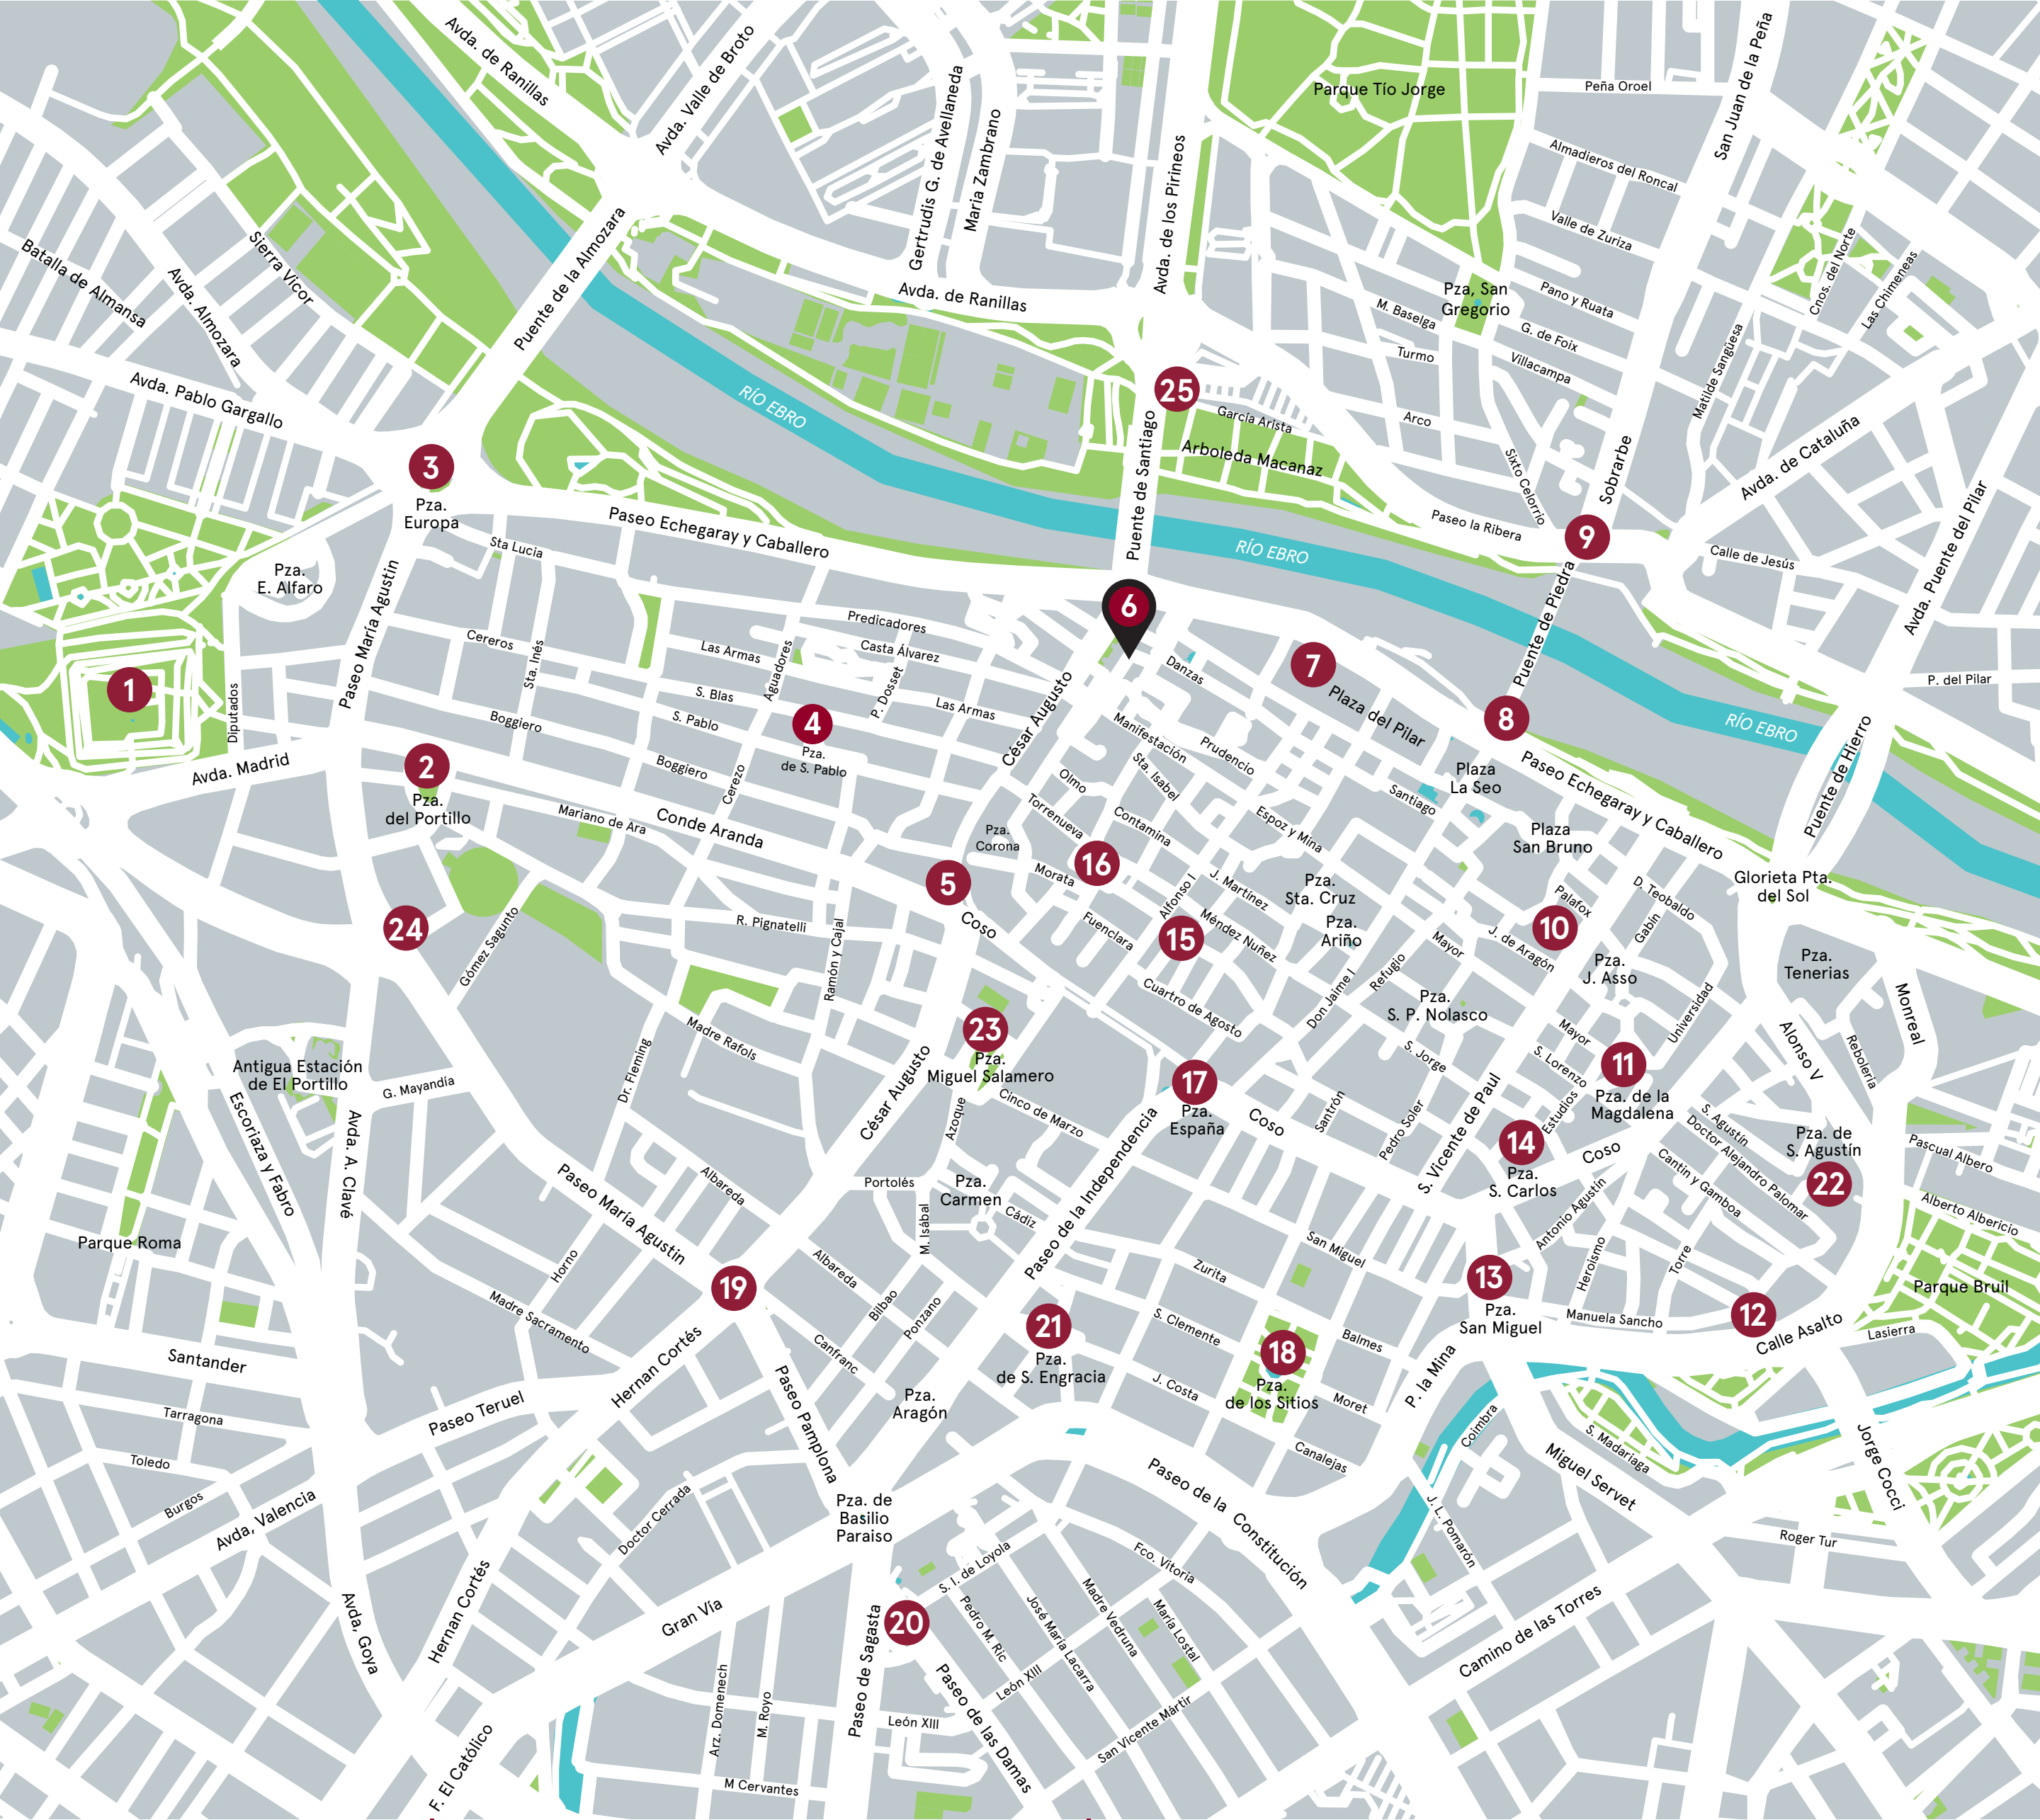 Avda. de Ranillas
Avda. Valle de Broto
Gertrudis G. de Avellaneda
Maria Zambrano
Avda. de los Pirineos
Parque Tío Jorge
Peña Oroel
San Juan de la Peña
Almadieros del Roncal
Valle de Zuriza
Cnos. del Norte
Las Chimeneas
Batalla de Almansa
Avda. Almozara
Sierra Vicor
Puente de la Almozara
Avda. de Ranillas
Pza, San
Gregorio
Pano y Ruata
M. Baselga
G. de Foix
Turmo
Villacampa
Matilde Sangüesa
Avda. Pablo Gargallo
RÍO EBRO
25
García Arista
Arco
Arboleda Macanaz
Puente de Santiago
Sixto Celorrio
Sobrarbe
Avda. de Cataluña
3
Pza.
Europa
Paseo Echegaray y Caballero
Paseo la Ribera
9
Avda. Puente del Pilar
Sta Lucia
RÍO EBRO
Calle de Jesús
Pza.
E. Alfaro
Paseo María Agustin
6
Puente de Piedra
Predicadores
Cereros
Sta. Inés
Las Armas
Casta Álvarez
Aguadores
P. Dosset
Danzas
7
P. del Pilar
1
Diputados
S. Blas
Las Armas
César Augusto
Plaza del Pilar
8
RÍO EBRO
Boggiero
S. Pablo
4
Pza.
de S. Pablo
Manifestación
Prudencio
Avda. Madrid
2
Pza.
del Portillo
Boggiero
Cerezo
Olmo
Sta. Isabel
Plaza
La Seo
Paseo Echegaray y Caballero
Puente de Hierro
Mariano de Ara
Conde Aranda
Torrenueva
Contamina
Santiago
Espoz y Mina
Plaza
San Bruno
Pza.
Corona
16
5
Morata
Alfonso I
J. Martinez
Pza.
Sta. Cruz
Glorieta Pta.
del Sol
D. Teobaldo
Palafox
Gabín
24
Gómez Sagunto
R. Pignatelli
Ramón y Cajal
Coso
Fuenclara
15
Méndez Nuñez
Pza.
Ariño
Mayor
J. de Aragón
10
Pza.
J. Asso
Pza.
Tenerias
Refugio
Don Jaime I
Cuatro de Agosto
Pza.
S. P. Nolasco
Universidad
Monreal
23
Pza.
Miguel Salamero
Madre Rafols
Dr. Fleming
Antigua Estación
de El Portillo
G. Mayandía
César Augusto
Azoque
Cinco de Marzo
17
Pza.
España
Coso
S. Jorge
Mayor
S. Lorenzo
11
Pza. de la
Magdalena
Alonso V
Reboleria
Escoriaza y Fabro
Avda. A. Clavé
Santrón
Pedro Soler
S. Vicente de Paul
Estudios
14
Pza.
S. Carlos
Coso
S. Agustín
Doctor Alejandro Palomar
Pza. de
S. Agustín
22
Pascual Albero
Alberto Albericio
Cantin y Gamboa
Antonio Agustín
Parque Roma
Paseo María Agustin
Albareda
Portolés
Pza.
Carmen
M. Isábal
Cádiz
Paseo de la Independencia
San Miguel
Heroismo
Torre
Horno
Madre Sacramento
19
Albareda
Bilbao
Ponzano
Zurita
13
Pza.
San Miguel
Manuela Sancho
12
Calle Asalto
Parque Bruil
Lasierra
Santander
Hernan Cortés
Canfranc
21
Pza.
de S. Engracia
S. Clemente
18
Pza.
de los Sitios
Balmes
P. la Mina
Tarragona
Paseo Teruel
Paseo Pamplona
Pza.
Aragón
J. Costa
Moret
Coimbra
S. Madariaga
Jorge Cocci
Toledo
Burgos
Avda, Valencia
Doctor Cerrada
Pza. de
Basilio
Paraiso
Paseo de la Constitución
Canalejas
J. L. Pomarón
Miguel Servet
Roger Tur
Avda, Goya
Hernan Cortés
Gran Vía
S. I. de Loyola
20
Pedro M. Ric
José María Lacarra
Madre Vedruna
Fco. Vitoria
María Lostal
Camino de las Torres
Paseo de Sagasta
Paseo de las Damas
León XIII
León XIII
San Vicente Mártir
Arz. Domenech
M. Royo
M Cervantes
F. El Católico